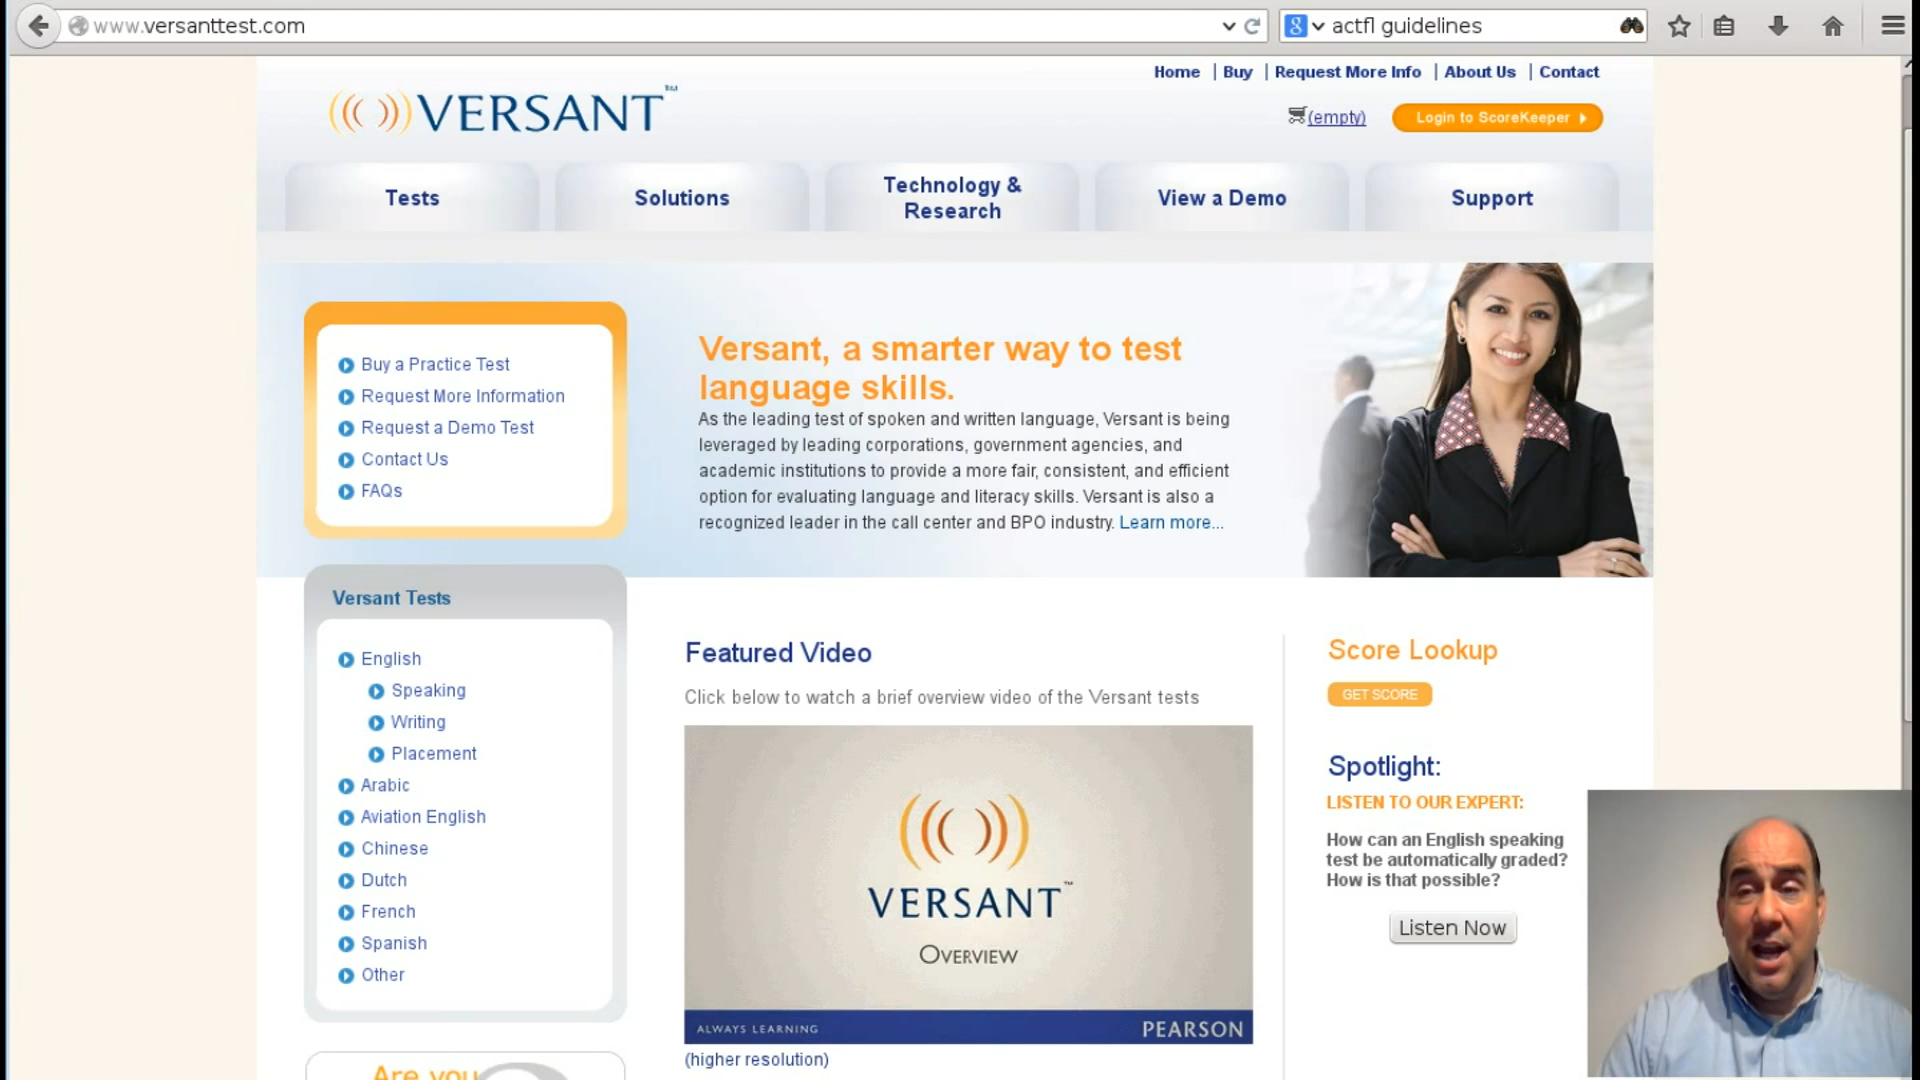 www.versanttest.com
actfl guidelines
Home | Buy | Request More Info | About Us | Contact
VERSANT™
(empty)
Login to ScoreKeeper
Tests
Solutions
Technology &
Research
View a Demo
Support
Buy a Practice Test
Request More Information
Request a Demo Test
Contact Us
FAQs
Versant, a smarter way to test
language skills.
As the leading test of spoken and written language, Versant is being
leveraged by leading corporations, government agencies, and
academic institutions to provide a more fair, consistent, and efficient
option for evaluating language and literacy skills. Versant is also a
recognized leader in the call center and BPO industry. Learn more...
Versant Tests
English
Speaking
Writing
Placement
Arabic
Aviation English
Chinese
Dutch
French
Spanish
Other
Are you
Featured Video
Click below to watch a brief overview video of the Versant tests
VERSANT™
OVERVIEW
ALWAYS LEARNING
PEARSON
(higher resolution)
Score Lookup
GET SCORE
Spotlight:
LISTEN TO OUR EXPERT:
How can an English speaking
test be automatically graded?
How is that possible?
Listen Now